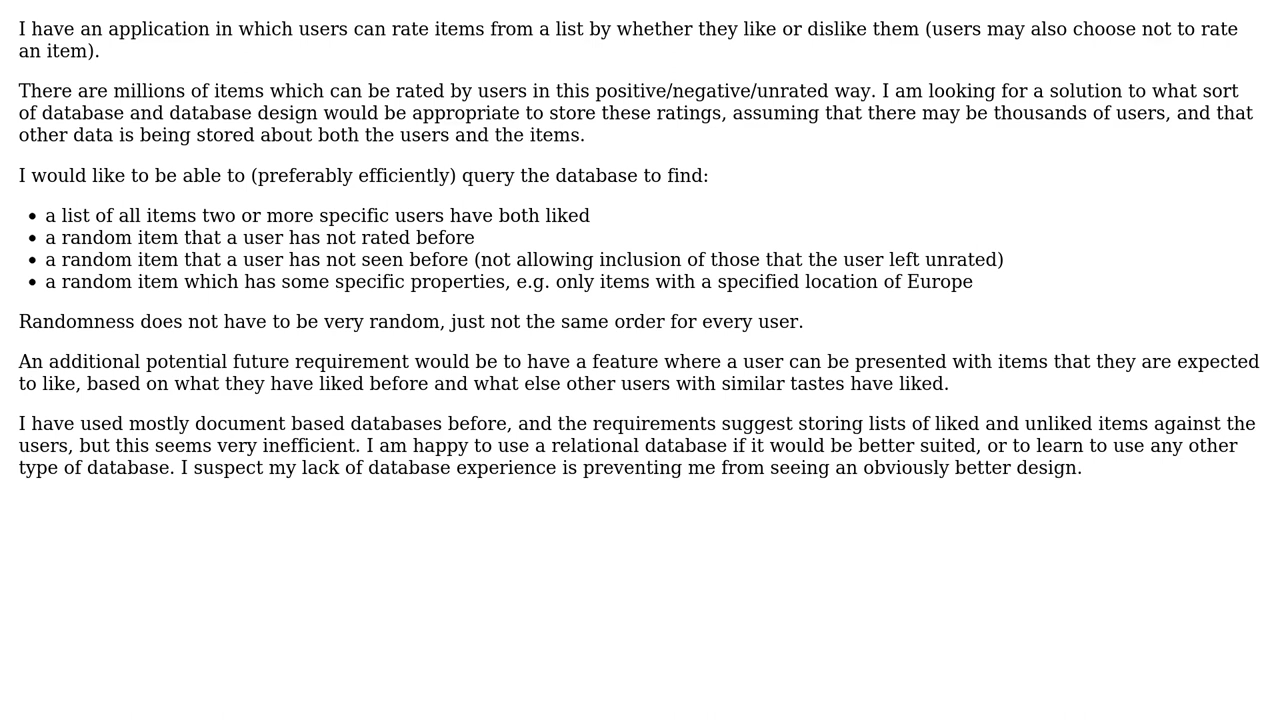 I have an application in which users can rate items from a list by whether they like or dislike them (users may also choose not to rate
an item).
There are millions of items which can be rated by users in this positive/negative/unrated way. I am looking for a solution to what sort
of database and database design would be appropriate to store these ratings, assuming that there may be thousands of users, and that
other data is being stored about both the users and the items.
I would like to be able to (preferably efficiently) query the database to find:
• a list of all items two or more specific users have both liked
• a random item that a user has not rated before
• a random item that a user has not seen before (not allowing inclusion of those that the user left unrated)
• a random item which has some specific properties, e.g. only items with a specified location of Europe
Randomness does not have to be very random, just not the same order for every user.
An additional potential future requirement would be to have a feature where a user can be presented with items that they are expected
to like, based on what they have liked before and what else other users with similar tastes have liked.
I have used mostly document based databases before, and the requirements suggest storing lists of liked and unliked items against the
users, but this seems very inefficient. I am happy to use a relational database if it would be better suited, or to learn to use any other
type of database. I suspect my lack of database experience is preventing me from seeing an obviously better design.